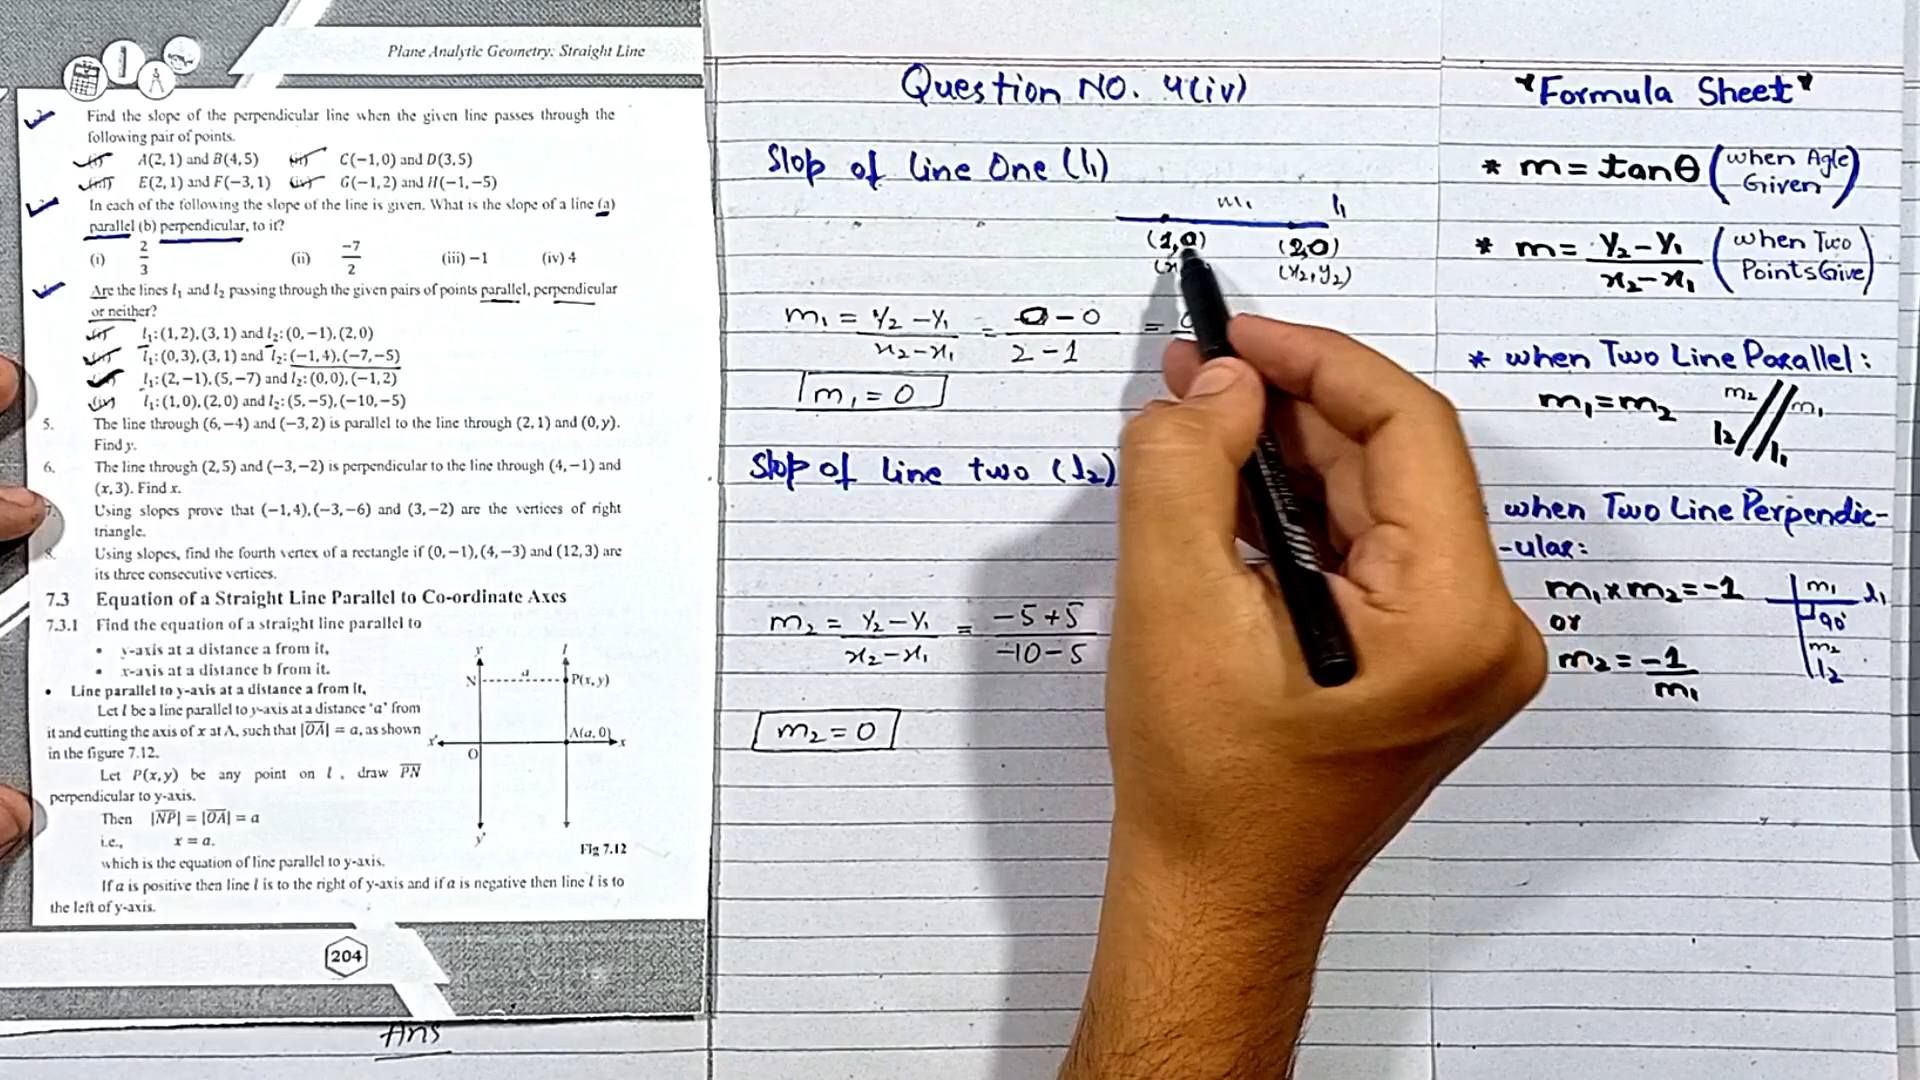 Plane Analytic Geometry: Straight Line
Find the slope of the perpendicular line when the given line passes through the
following pair of points.
(i) A(2,1) and B(4,5) (ii) C(−1,0) and D(3,5)
(iii) E(2,1) and F(−3,1) (iv) G(−1,2) and H(−1,−5)
In each of the following the slope of the line is given. What is the slope of a line (a)
parallel (b) perpendicular, to it?
(i) 2/3 (ii) −7/2 (iii) −1 (iv) 4
Are the lines l₁ and l₂ passing through the given pairs of points parallel, perpendicular
or neither?
l₁:(1,2),(3,1) and l₂:(0,−1),(2,0)
l₁:(0,3),(3,1) and l₂:(−1,4),(−7,−5)
l₁:(2,−1),(5,−7) and l₂:(0,0),(−1,2)
(iv) l₁:(1,0),(2,0) and l₂:(5,−5),(−10,−5)
5. The line through (6,−4) and (−3,2) is parallel to the line through (2,1) and (0,y).
Find y.
6. The line through (2,5) and (−3,−2) is perpendicular to the line through (4,−1) and
(x,3). Find x.
7. Using slopes prove that (−1,4),(−3,−6) and (3,−2) are the vertices of right
triangle.
8. Using slopes, find the fourth vertex of a rectangle if (0,−1),(4,−3) and (12,3) are
its three consecutive vertices.
7.3 Equation of a Straight Line Parallel to Co-ordinate Axes
7.3.1 Find the equation of a straight line parallel to
• y-axis at a distance a from it,
• x-axis at a distance b from it.
• Line parallel to y-axis at a distance a from it,
Let l be a line parallel to y-axis at a distance 'a' from
it and cutting the axis of x at A, such that |OA| = a, as shown
in the figure 7.12.
Let P(x,y) be any point on l, draw PN
perpendicular to y-axis.
Then |NP| = |OA| = a
i.e., x = a.
which is the equation of line parallel to y-axis.
If a is positive then line l is to the right of y-axis and if a is negative then line l is to
the left of y-axis.
y l
N a P(x,y)
x' A(a,0) x
O
y'
Fig 7.12
204
Ans
Question NO. 4(iv)
Slop of line One (l₁)
m₁ l₁
(1,0) (2,0)
(x₂,y₂)
m₁ = y₂−y₁/x₂−x₁ = 0−0/2−1 =
m₁ = 0
Slop of line two (l₂)
m₂ = y₂−y₁/x₂−x₁ = −5+5/−10−5
m₂ = 0
"Formula Sheet"
* m = tanθ (when Agle Given)
* m = y₂−y₁/x₂−x₁ (when Two Points Give)
* when Two Line Parallel:
m₁=m₂ m₂ m₁
l₂ l₁
when Two Line Perpendic-
-ular:
m₁×m₂=−1 m₁ l₁
or 90°
m₂ = −1/m₁ m₂
l₂